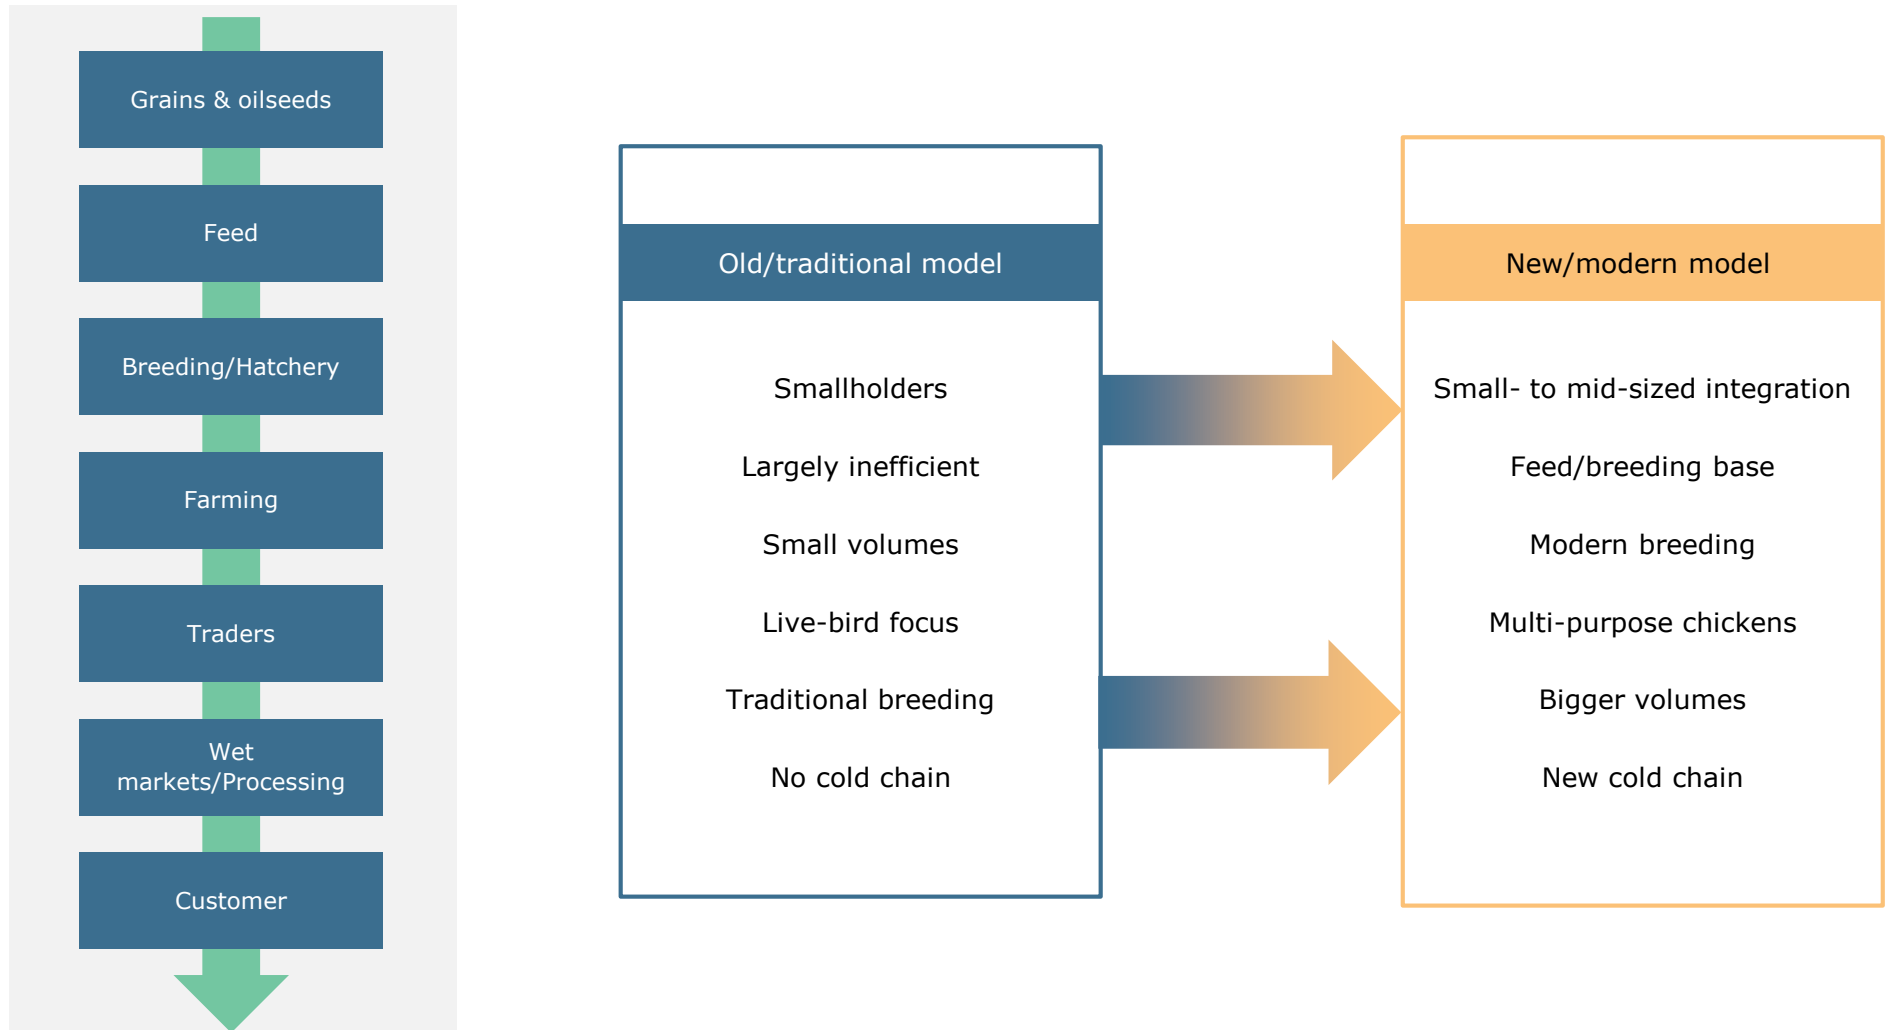 Grains & oilseeds
Feed
Breeding/Hatchery
Farming
Traders
Wet
markets/Processing
Customer
Old/traditional model
Smallholders
Largely inefficient
Small volumes
Live-bird focus
Traditional breeding
No cold chain
New/modern model
Small- to mid-sized integration
Feed/breeding base
Modern breeding
Multi-purpose chickens
Bigger volumes
New cold chain